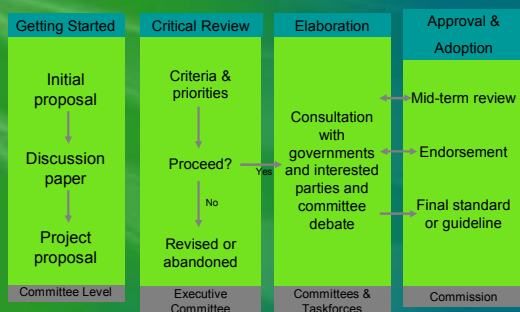 Getting Started
Initial
proposal
Discussion
paper
Project
proposal
Committee Level
Critical Review
Criteria &
priorities
Proceed?
Yes
No
Revised or
abandoned
Executive
Committee
Elaboration
Consultation
with
governments
and interested
parties and
committee
debate
Committees &
Taskforces
Approval &
Adoption
Mid-term review
Endorsement
Final standard
or guideline
Commission